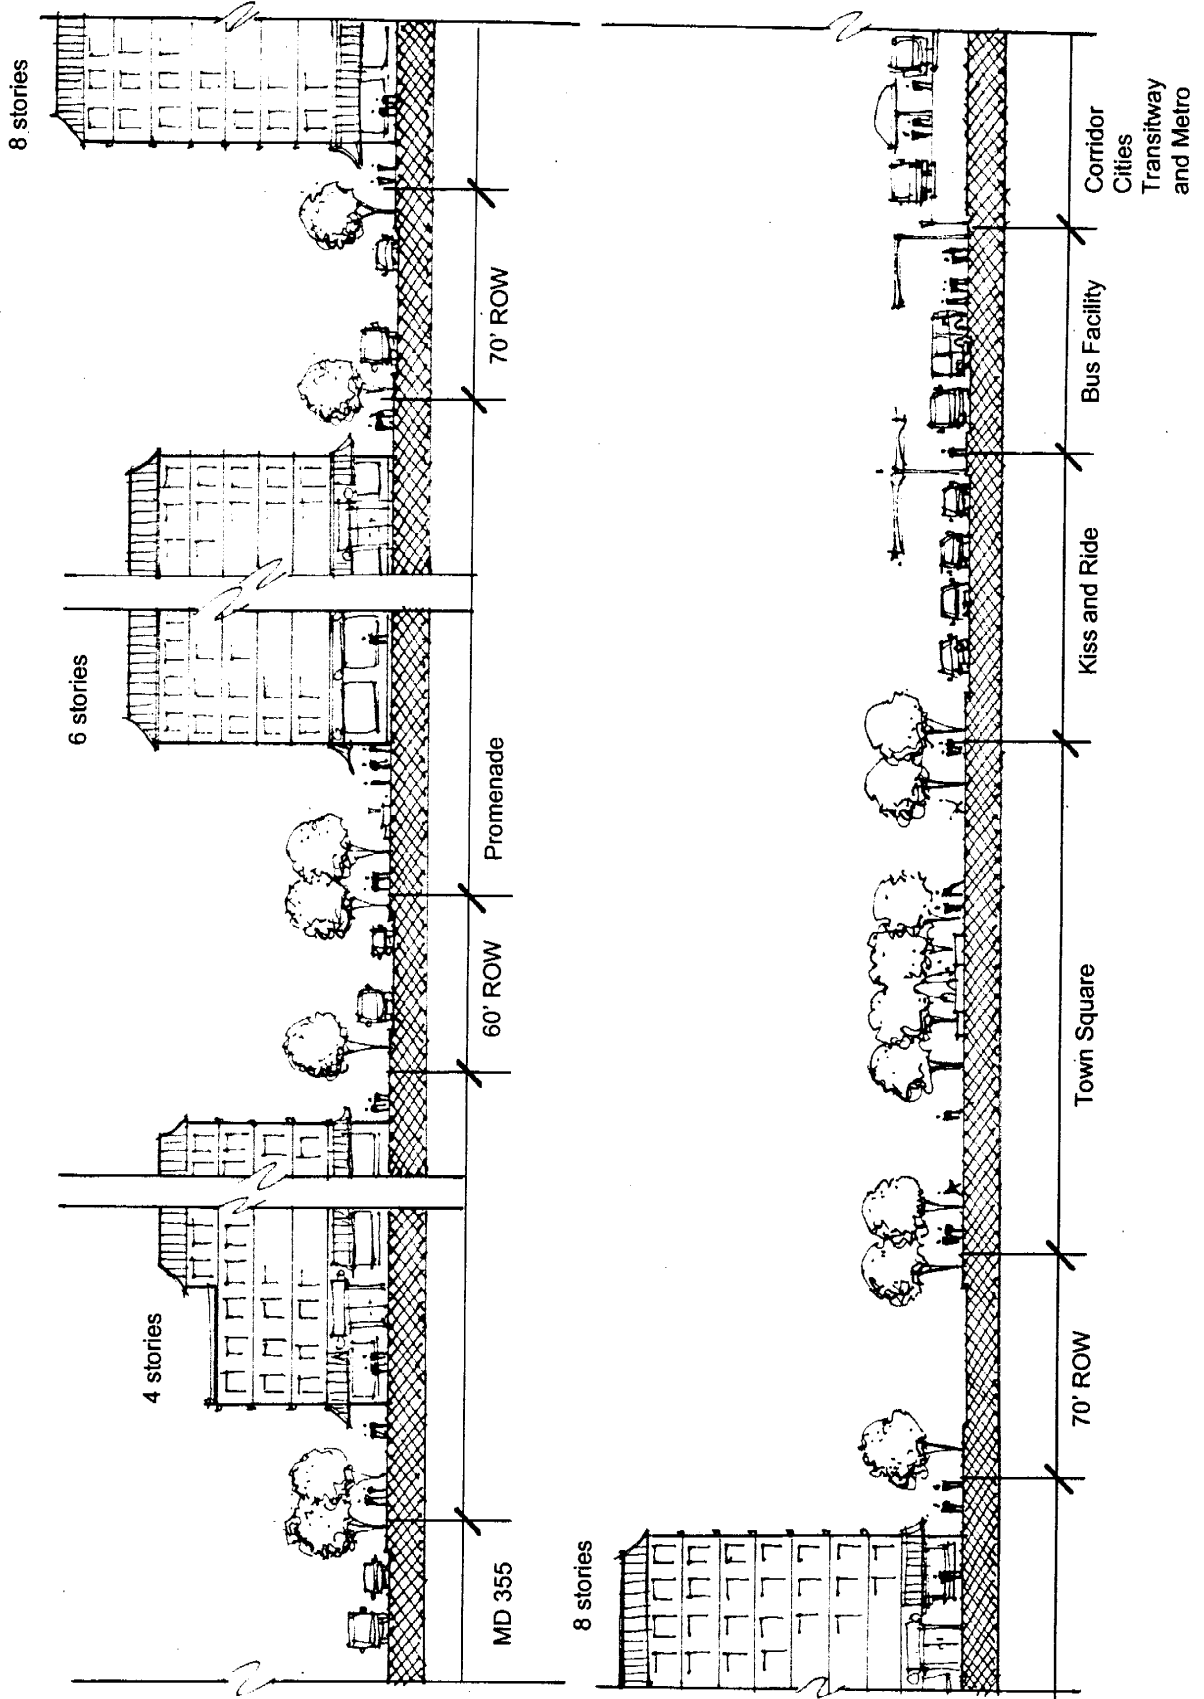 4 stories
6 stories
8 stories
MD 355
60' ROW
Promenade
70' ROW
8 stories
70' ROW
Town Square
Kiss and Ride
Bus Facility
Corridor
Cities
Transitway
and Metro